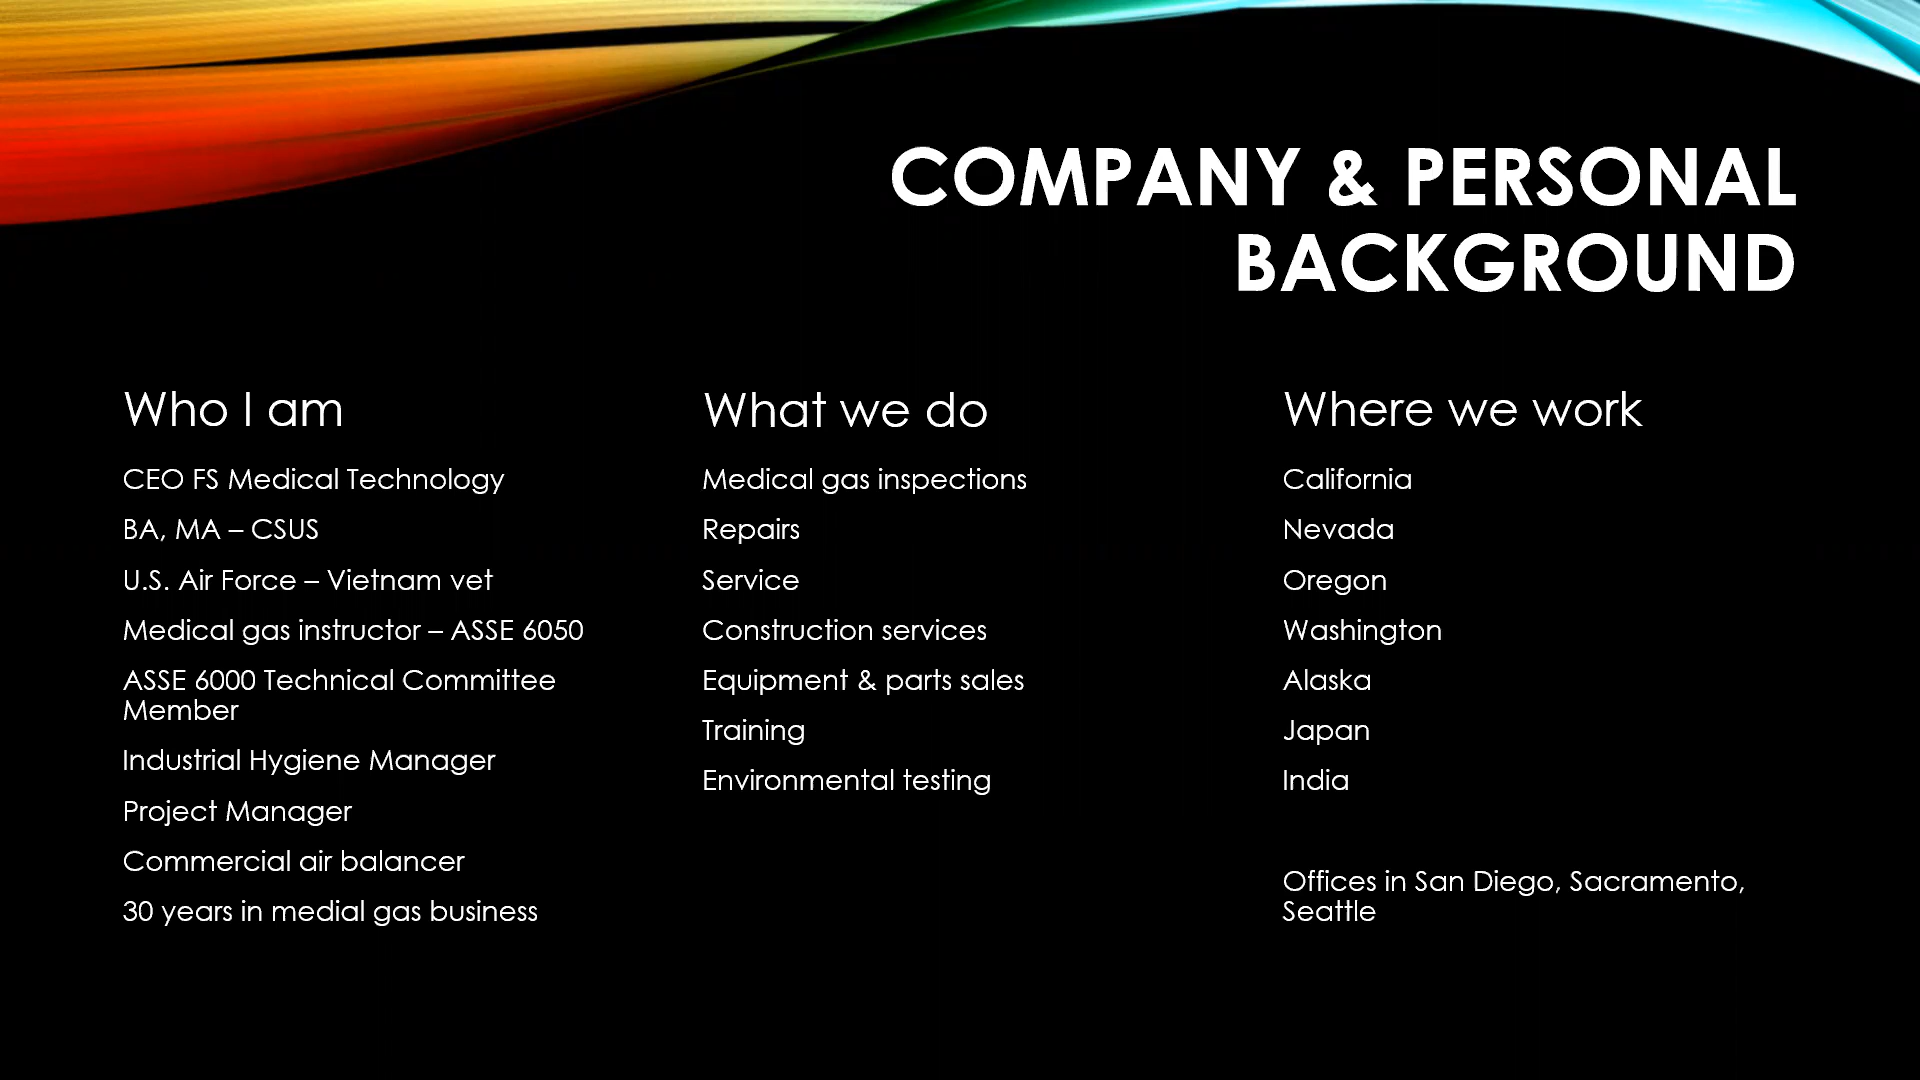 COMPANY & PERSONAL
BACKGROUND
Who I am
CEO FS Medical Technology
BA, MA – CSUS
U.S. Air Force – Vietnam vet
Medical gas instructor – ASSE 6050
ASSE 6000 Technical Committee
Member
Industrial Hygiene Manager
Project Manager
Commercial air balancer
30 years in medial gas business
What we do
Medical gas inspections
Repairs
Service
Construction services
Equipment & parts sales
Training
Environmental testing
Where we work
California
Nevada
Oregon
Washington
Alaska
Japan
India
Offices in San Diego, Sacramento,
Seattle